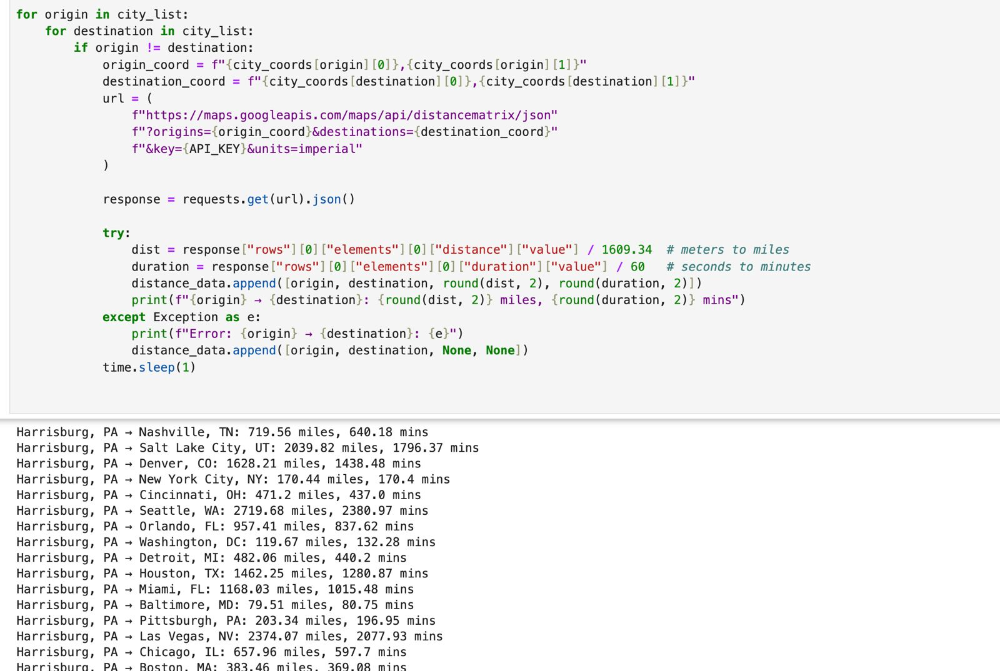 for origin in city_list:
    for destination in city_list:
        if origin != destination:
            origin_coord = f"{city_coords[origin][0]},{city_coords[origin][1]}"
            destination_coord = f"{city_coords[destination][0]},{city_coords[destination][1]}"
            url = (
                f"https://maps.googleapis.com/maps/api/distancematrix/json"
                f"?origins={origin_coord}&destinations={destination_coord}"
                f"&key={API_KEY}&units=imperial"
            )

            response = requests.get(url).json()

            try:
                dist = response["rows"][0]["elements"][0]["distance"]["value"] / 1609.34  # meters to miles
                duration = response["rows"][0]["elements"][0]["duration"]["value"] / 60   # seconds to minutes
                distance_data.append([origin, destination, round(dist, 2), round(duration, 2)])
                print(f"{origin} → {destination}: {round(dist, 2)} miles, {round(duration, 2)} mins")
            except Exception as e:
                print(f"Error: {origin} → {destination}: {e}")
                distance_data.append([origin, destination, None, None])
            time.sleep(1)

Harrisburg, PA → Nashville, TN: 719.56 miles, 640.18 mins
Harrisburg, PA → Salt Lake City, UT: 2039.82 miles, 1796.37 mins
Harrisburg, PA → Denver, CO: 1628.21 miles, 1438.48 mins
Harrisburg, PA → New York City, NY: 170.44 miles, 170.4 mins
Harrisburg, PA → Cincinnati, OH: 471.2 miles, 437.0 mins
Harrisburg, PA → Seattle, WA: 2719.68 miles, 2380.97 mins
Harrisburg, PA → Orlando, FL: 957.41 miles, 837.62 mins
Harrisburg, PA → Washington, DC: 119.67 miles, 132.28 mins
Harrisburg, PA → Detroit, MI: 482.06 miles, 440.2 mins
Harrisburg, PA → Houston, TX: 1462.25 miles, 1280.87 mins
Harrisburg, PA → Miami, FL: 1168.03 miles, 1015.48 mins
Harrisburg, PA → Baltimore, MD: 79.51 miles, 80.75 mins
Harrisburg, PA → Pittsburgh, PA: 203.34 miles, 196.95 mins
Harrisburg, PA → Las Vegas, NV: 2374.07 miles, 2077.93 mins
Harrisburg, PA → Chicago, IL: 657.96 miles, 597.7 mins
Harrisburg, PA → Boston, MA: 383.46 miles, 369.08 mins